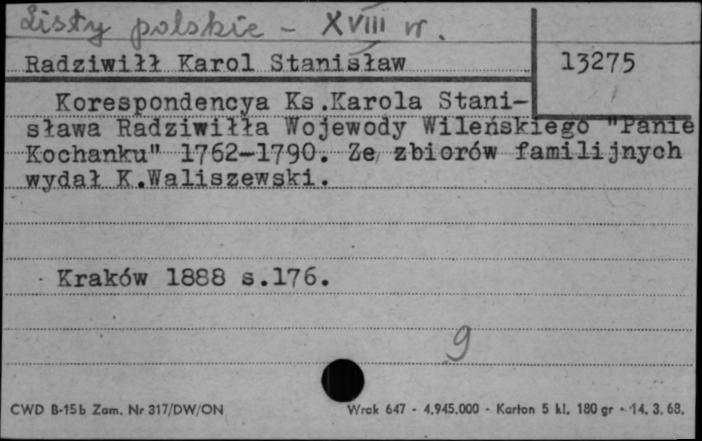 Listy polskie - XVIII w.
Radziwiłł Karol Stanisław
13275
Korespondencya Ks.Karola Stani-
sława Radziwiłła Wojewody Wileńskiego "Panie
Kochanku" 1762-1790. Ze zbiorów familijnych
wydał K.Waliszewski.
Kraków 1888 s.176.
9
CWD B-15b Zam. Nr 317/DW/ON
Wrak 647 - 4.945.000 - Karton 5 kl. 180 gr - 14. 3. 68.